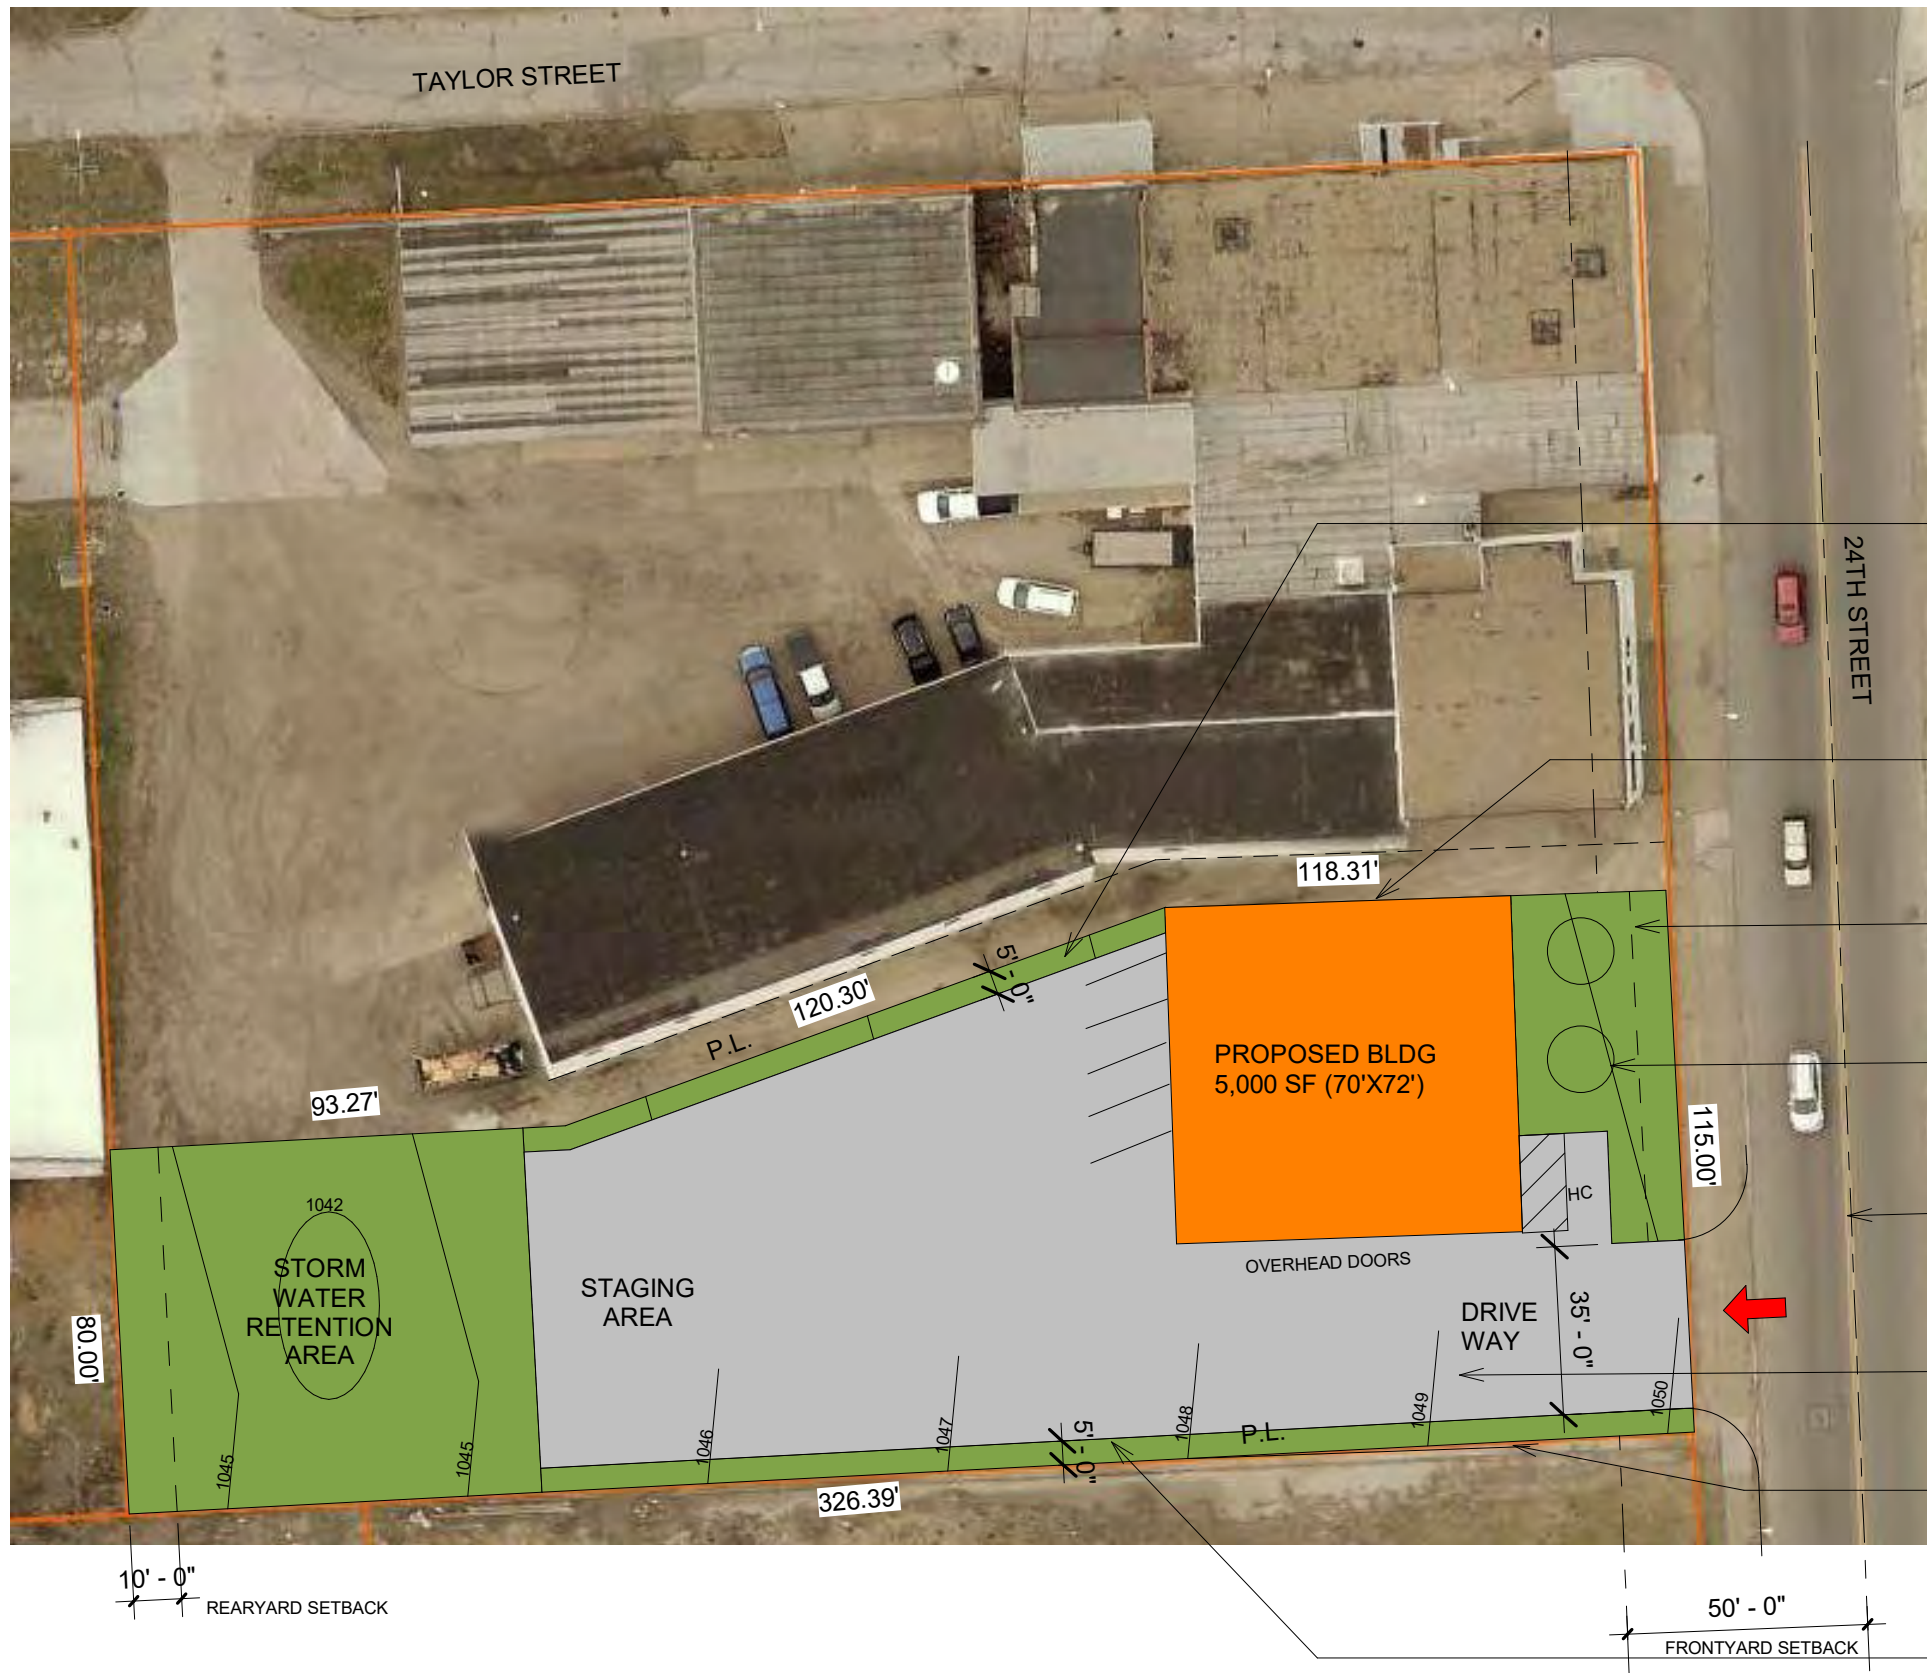 TAYLOR STREET
24TH STREET
118.31'
5' - 0"
120.30'
P.L.
PROPOSED BLDG
5,000 SF (70'X72')
93.27'
115.00'
HC
1042
STORM
WATER
RETENTION
AREA
STAGING
AREA
OVERHEAD DOORS
DRIVE
WAY
35' - 0"
80.00'
1045
1045
1046
1047
1048
1049
1050
5' - 0"
P.L.
326.39'
10' - 0"
REARYARD SETBACK
50' - 0"
FRONTYARD SETBACK